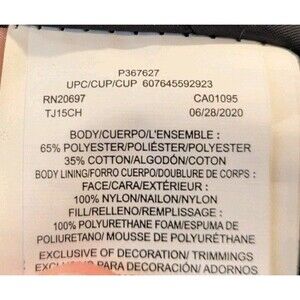 P367627
UPC/CUP/CUP 607645592923
RN20697 CA01095
TJ15CH 06/28/2020
BODY/CUERPO/L'ENSEMBLE :
65% POLYESTER/POLIÉSTER/POLYESTER
35% COTTON/ALGODÓN/COTON
BODY LINING/FORRO CUERPO/DOUBLURE DE CORPS :
FACE/CARA/EXTÉRIEUR :
100% NYLON/NAILON/NYLON
FILL/RELLENO/REMPLISSAGE :
100% POLYURETHANE FOAM/ESPUMA DE
POLIURETANO/ MOUSSE DE POLYURÉTHANE
EXCLUSIVE OF DECORATION/ TRIMMINGS
EXCLUSIVO PARA DECORACIÓN/ ADORNOS